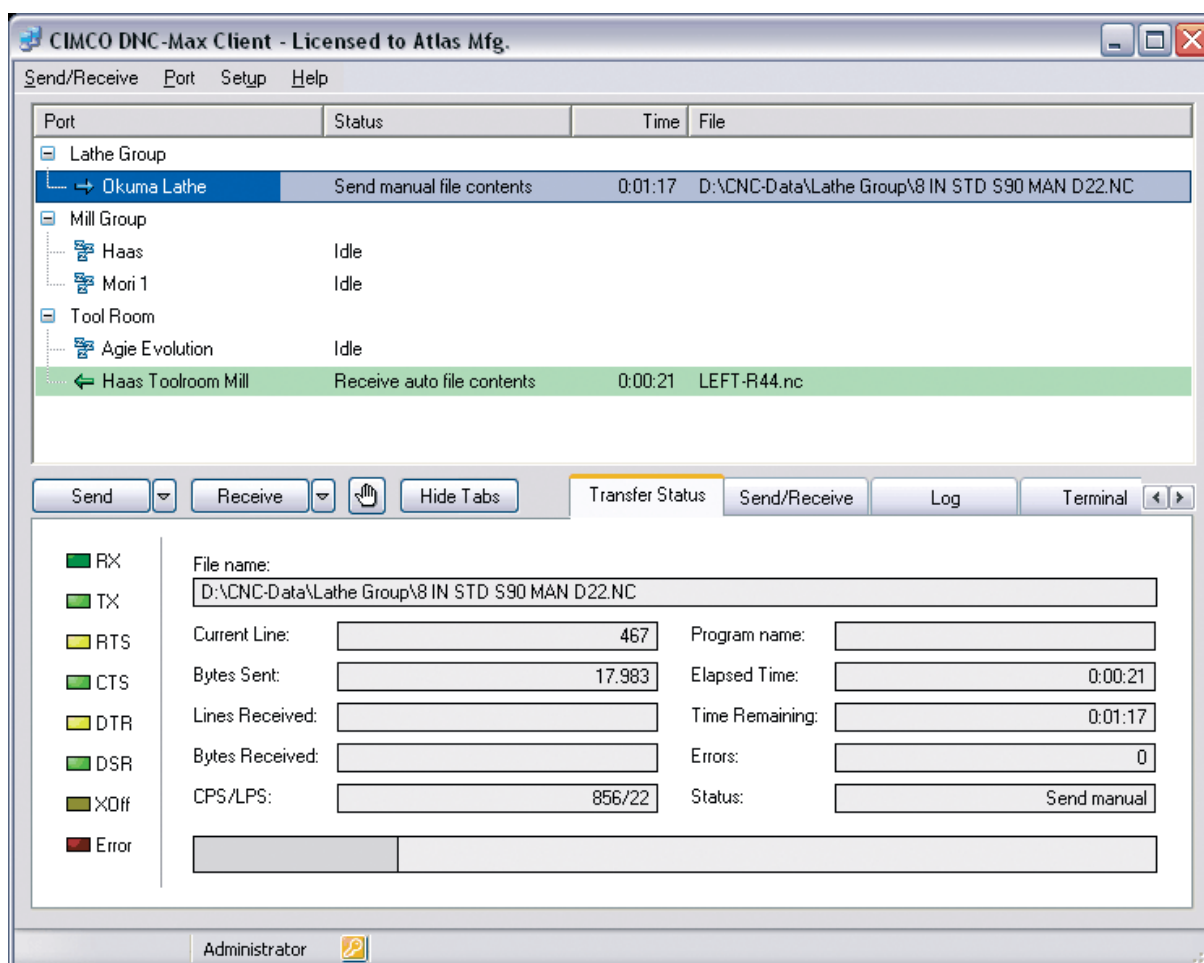 CIMCO DNC-Max Client - Licensed to Atlas Mfg.
Send/Receive Port Setup Help
Port Status Time File
Lathe Group
Okuma Lathe Send manual file contents 0:01:17 D:\CNC-Data\Lathe Group\8 IN STD S90 MAN D22.NC
Mill Group
Haas Idle
Mori 1 Idle
Tool Room
Agie Evolution Idle
Haas Toolroom Mill Receive auto file contents 0:00:21 LEFT-R44.nc
Send Receive Hide Tabs Transfer Status Send/Receive Log Terminal
RX
TX
RTS
CTS
DTR
DSR
XOff
Error
File name:
D:\CNC-Data\Lathe Group\8 IN STD S90 MAN D22.NC
Current Line: 467 Program name:
Bytes Sent: 17.983 Elapsed Time: 0:00:21
Lines Received: Time Remaining: 0:01:17
Bytes Received: Errors: 0
CPS/LPS: 856/22 Status: Send manual
Administrator